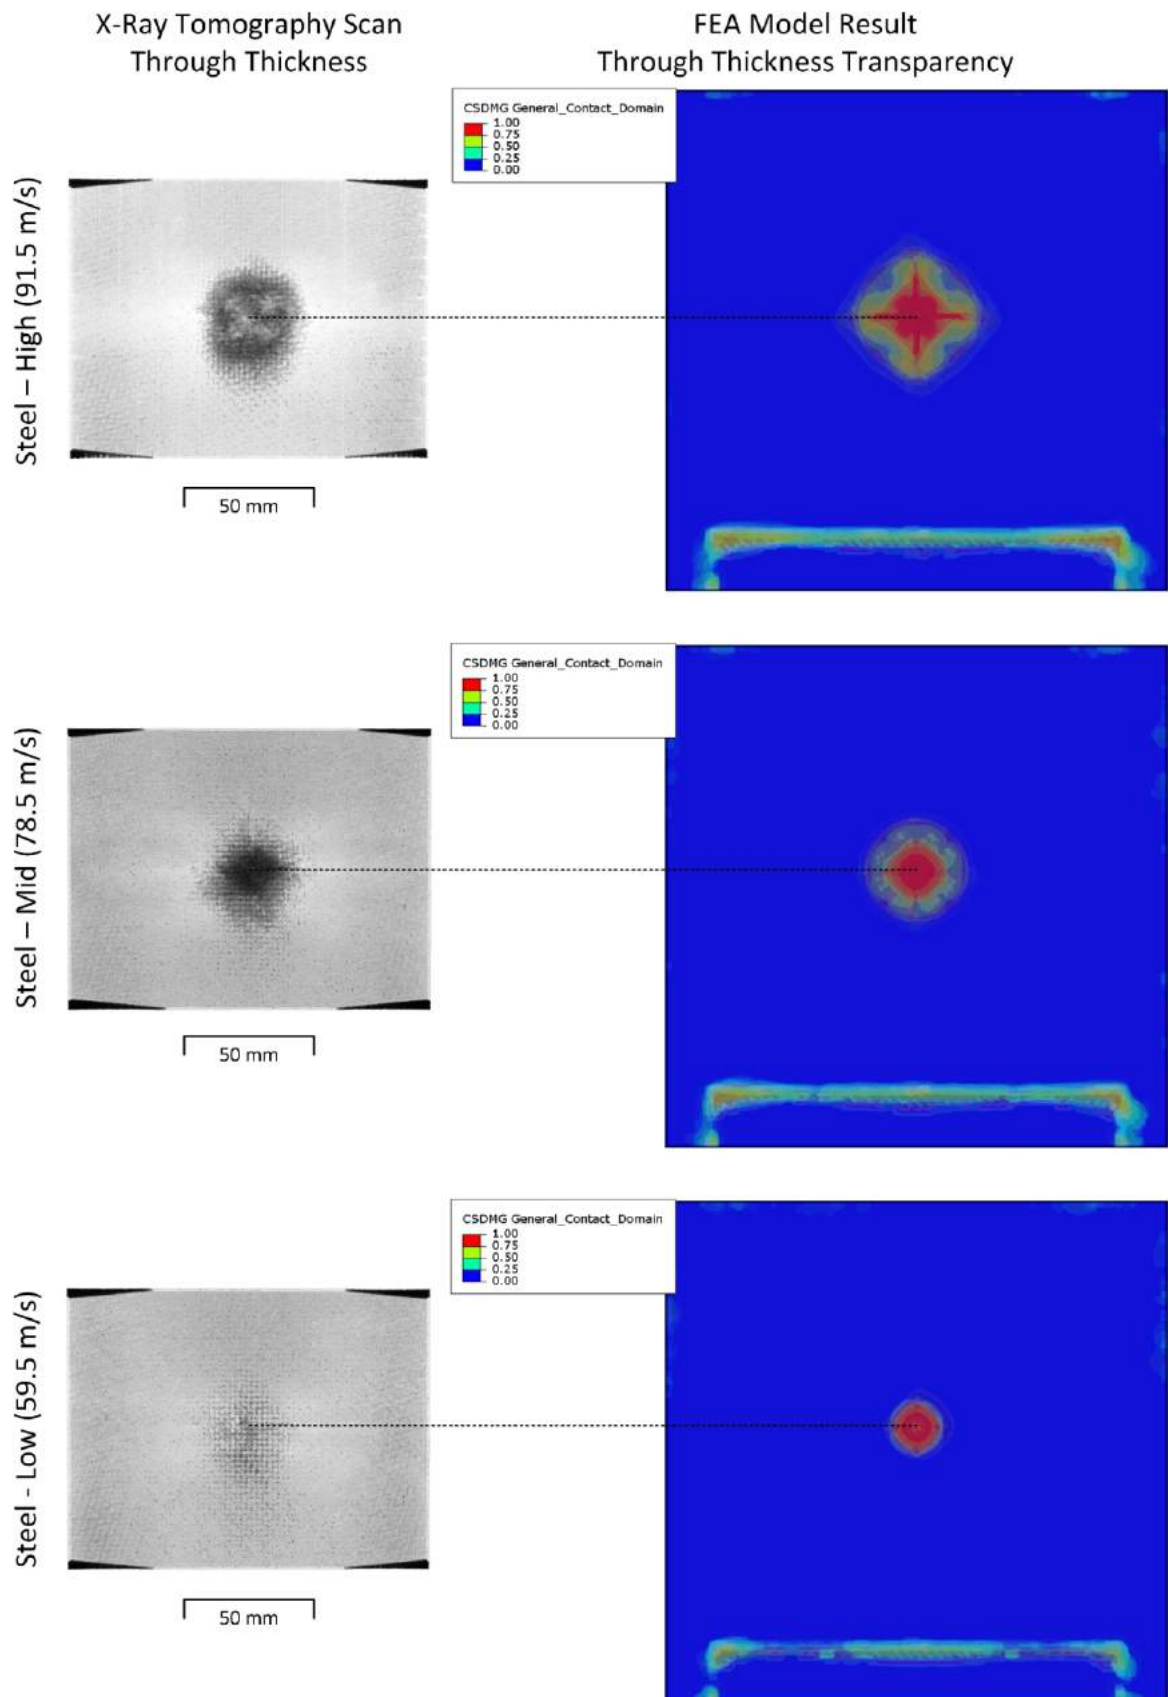 X-Ray Tomography Scan
Through Thickness
FEA Model Result
Through Thickness Transparency
Steel – High (91.5 m/s)
CSDMG General_Contact_Domain
1.00
0.75
0.50
0.25
0.00
50 mm
Steel – Mid (78.5 m/s)
CSDMG General_Contact_Domain
1.00
0.75
0.50
0.25
0.00
50 mm
Steel - Low (59.5 m/s)
CSDMG General_Contact_Domain
1.00
0.75
0.50
0.25
0.00
50 mm